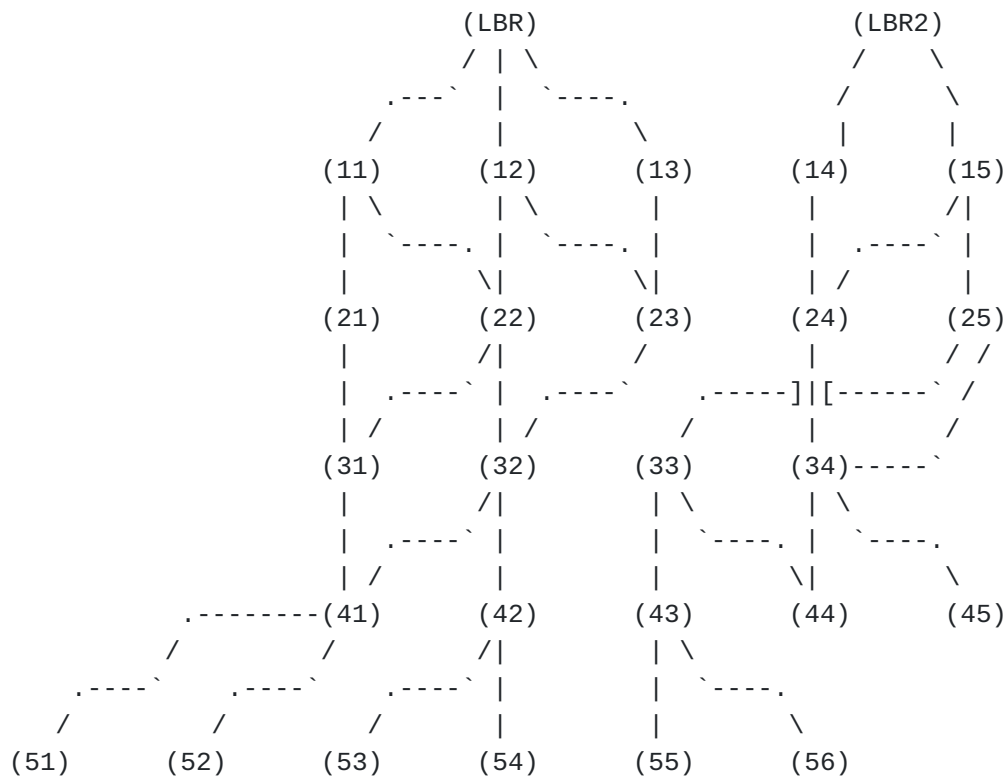 (LBR) (LBR2)
(11) (12) (13) (14) (15)
(21) (22) (23) (24) (25)
(31) (32) (33) (34)
(41) (42) (43) (44) (45)
(51) (52) (53) (54) (55) (56)